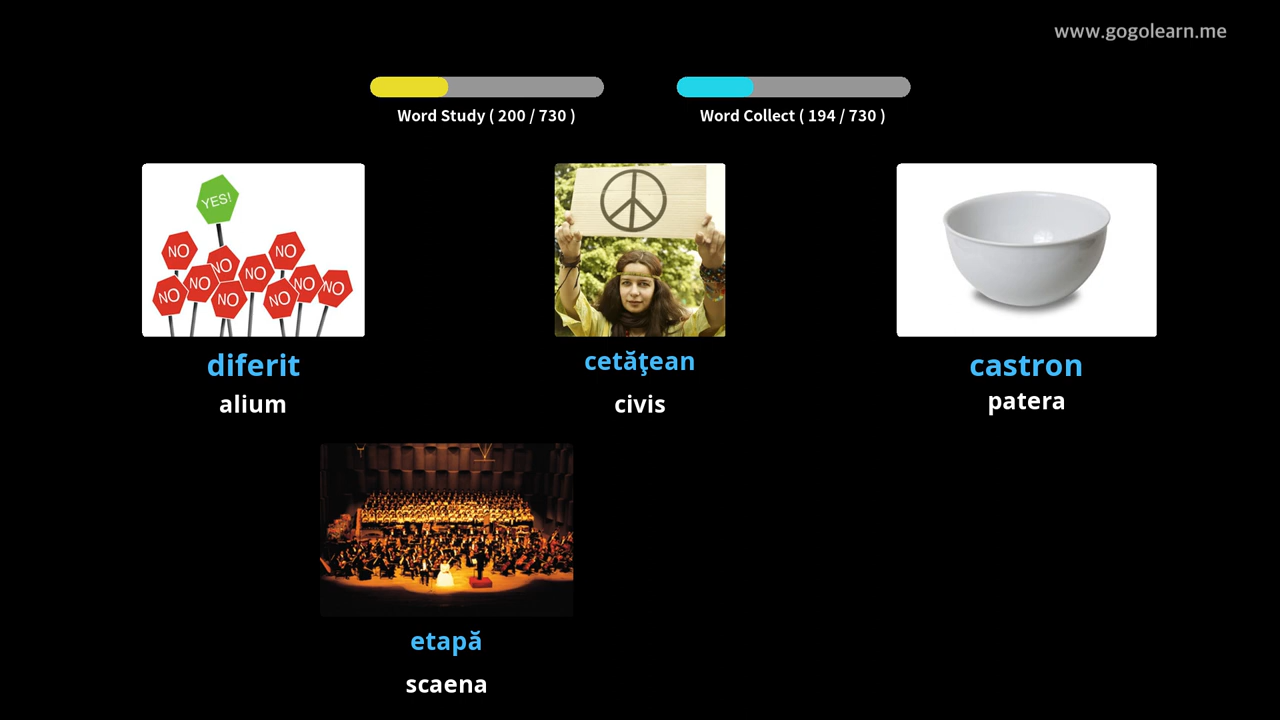 www.gogolearn.me
Word Study ( 200 / 730 )
Word Collect ( 194 / 730 )
YES!
NO
NO
NO
NO
NO
NO
NO
NO
NO
NO
diferit
alium
cetăţean
civis
castron
patera
etapă
scaena